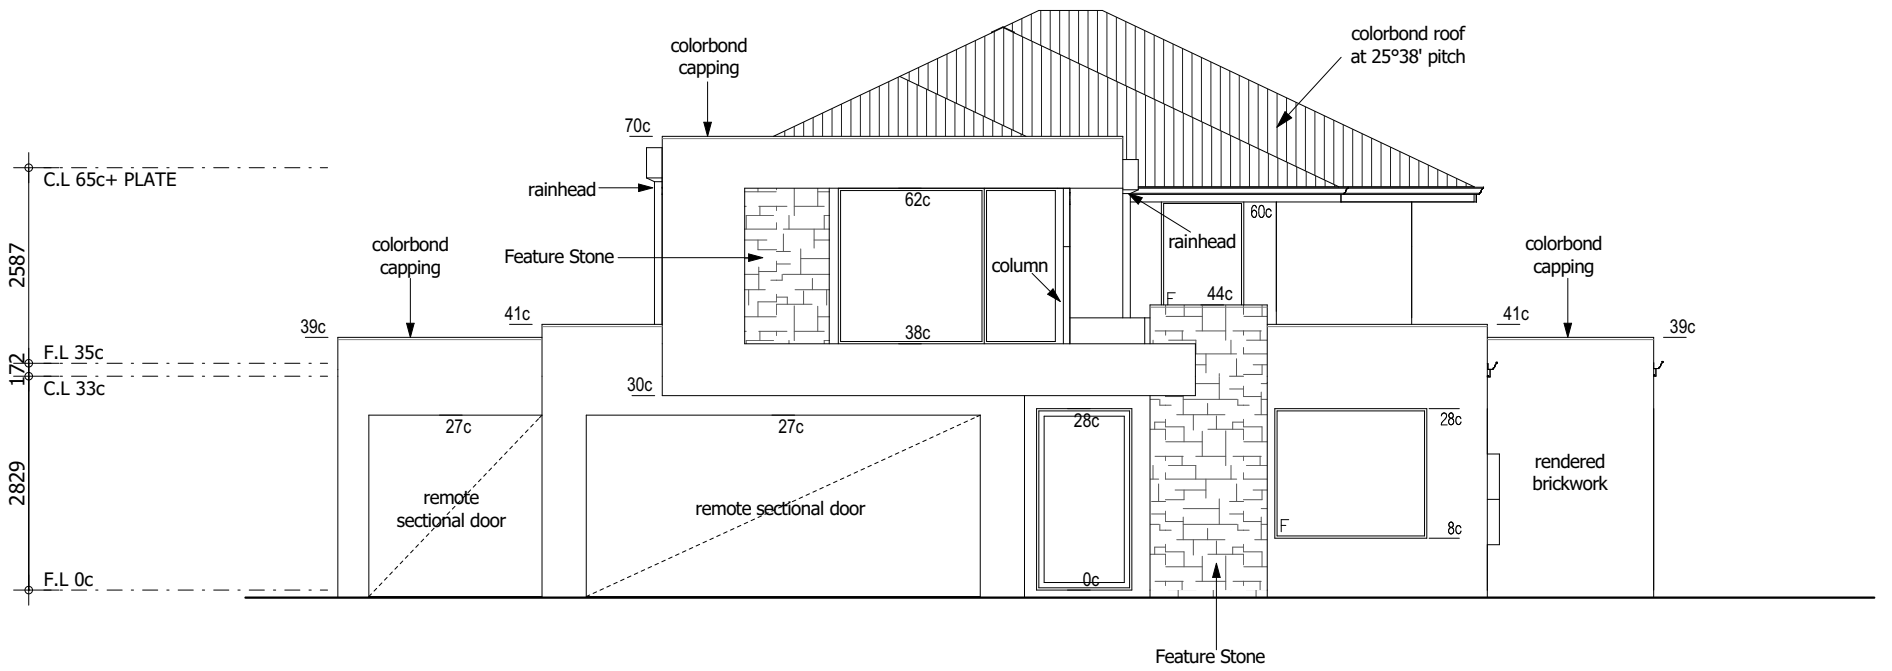 colorbond roof
at 25°38' pitch
colorbond
capping
70c
C.L 65c+ PLATE
rainhead
62c
60c
2587
colorbond
capping
Feature Stone
column
rainhead
colorbond
capping
F
44c
39c
41c
38c
41c
39c
F.L 35c
172
C.L 33c
30c
27c
27c
28c
28c
2829
remote
sectional door
remote sectional door
rendered
brickwork
F
8c
F.L 0c
0c
Feature Stone